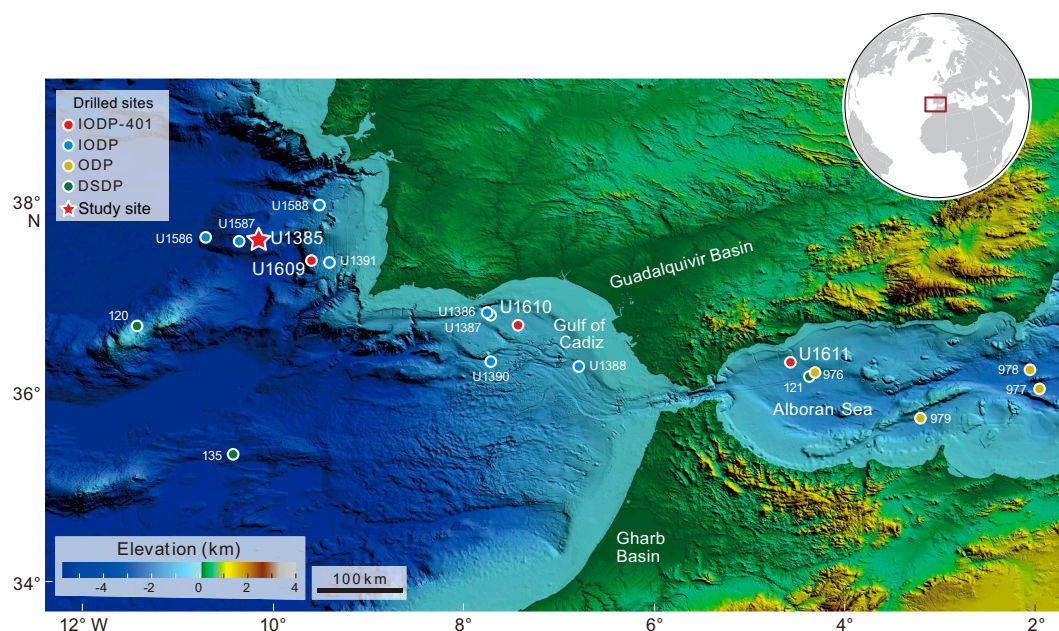 Drilled sites
IODP-401
IODP
ODP
DSDP
Study site
38°
N
36°
34°
U1588
U1587
U1586
U1385
U1609
U1391
120
135
U1386
U1387
U1610
U1390
U1388
Gulf of
Cadiz
Guadalquivir Basin
U1611
976
121
978
977
979
Alboran Sea
Gharb
Basin
Elevation (km)
-4 -2 0 2 4
100 km
12° W 10° 8° 6° 4° 2°